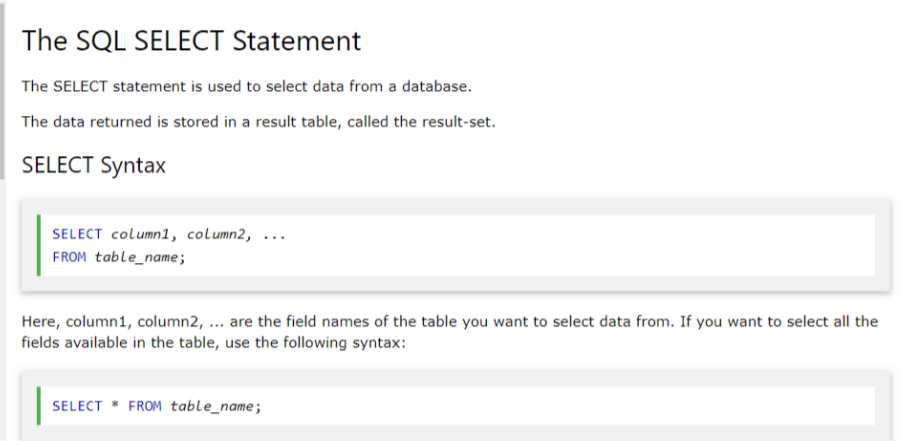 The SQL SELECT Statement
The SELECT statement is used to select data from a database.
The data returned is stored in a result table, called the result-set.
SELECT Syntax
SELECT column1, column2, ...
FROM table_name;
Here, column1, column2, ... are the field names of the table you want to select data from. If you want to select all the
fields available in the table, use the following syntax:
SELECT * FROM table_name;